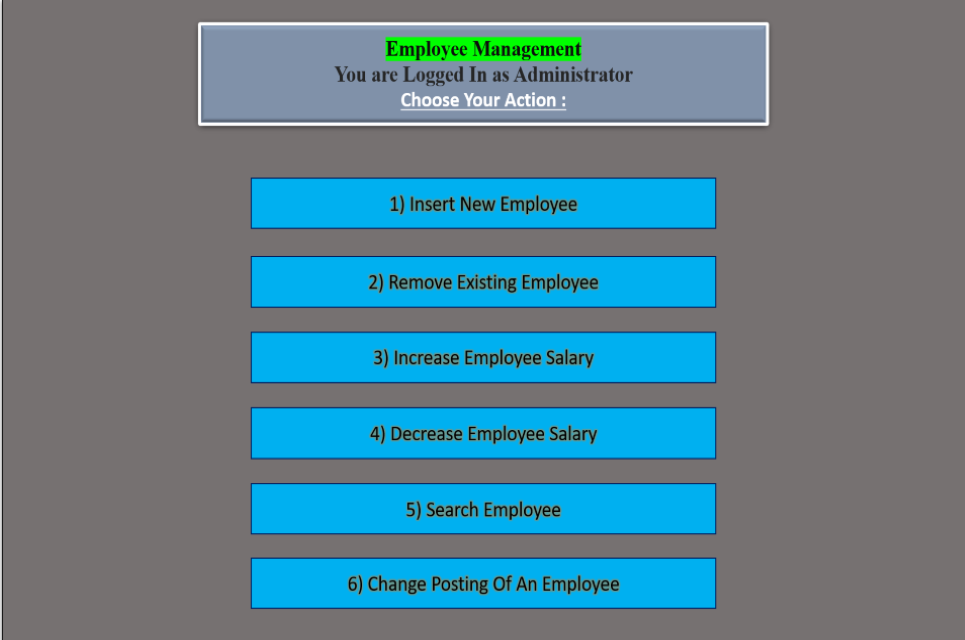 Employee Management
You are Logged In as Administrator
Choose Your Action :
1) Insert New Employee
2) Remove Existing Employee
3) Increase Employee Salary
4) Decrease Employee Salary
5) Search Employee
6) Change Posting Of An Employee